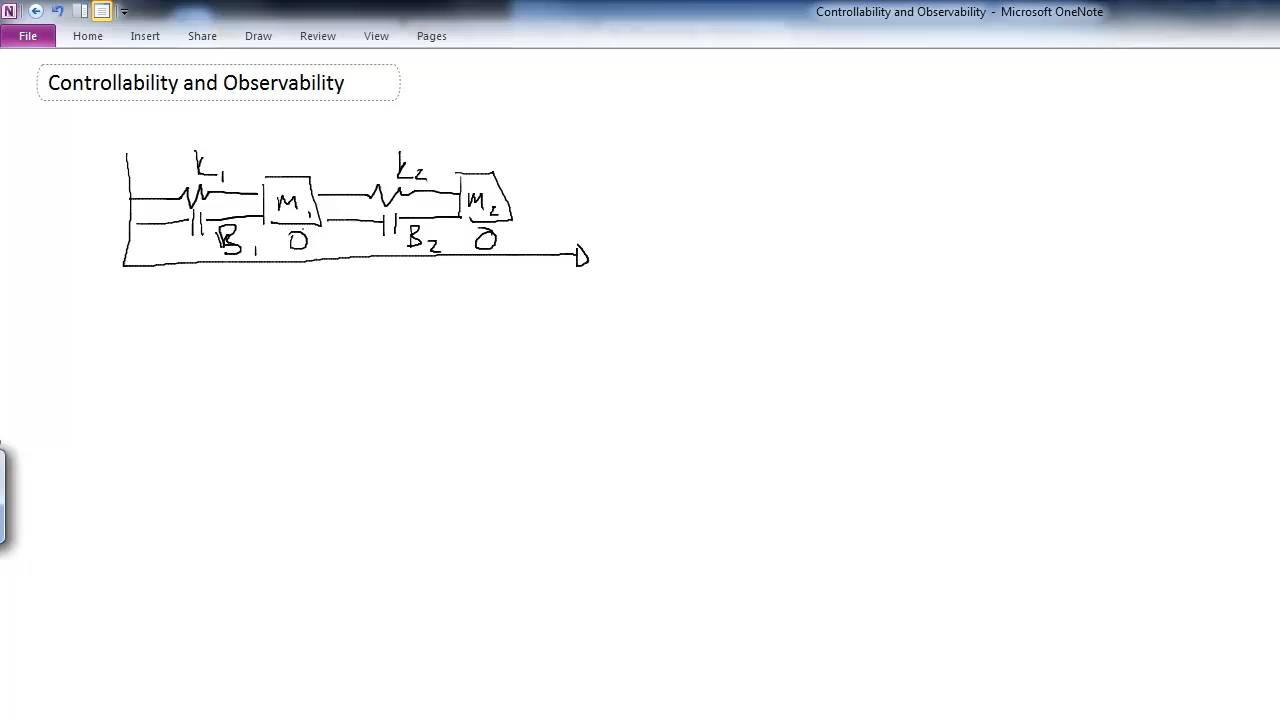 Controllability and Observability - Microsoft OneNote
File Home Insert Share Draw Review View Pages
Controllability and Observability
K1 K2
M1 M2
B1 B2